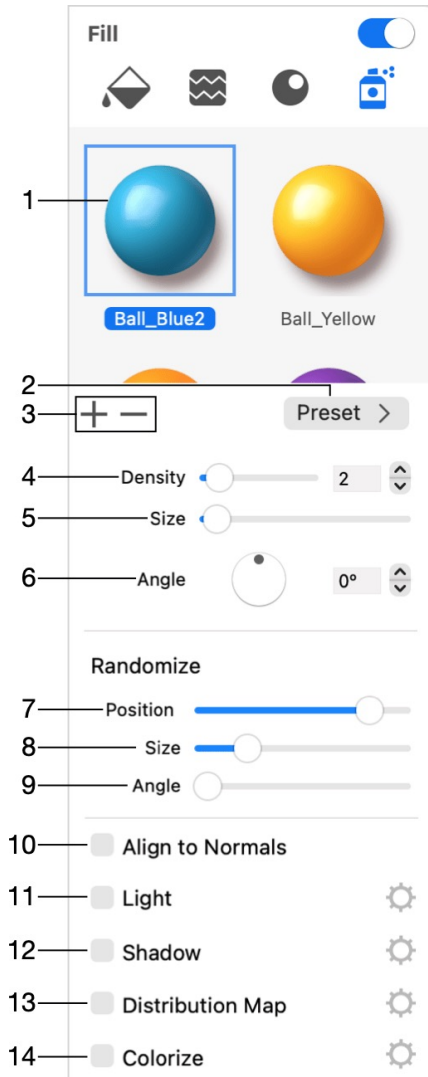 Fill
1
Ball_Blue2 Ball_Yellow
2
3 Preset
4 Density 2
5 Size
6 Angle 0°
Randomize
7 Position
8 Size
9 Angle
10 Align to Normals
11 Light
12 Shadow
13 Distribution Map
14 Colorize